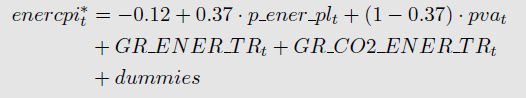 enercpi*_t = −0.12 + 0.37 · p_ener_pl_t + (1 − 0.37) · pva_t
+ GR_ENER_TR_t + GR_CO2_ENER_TR_t
+ dummies